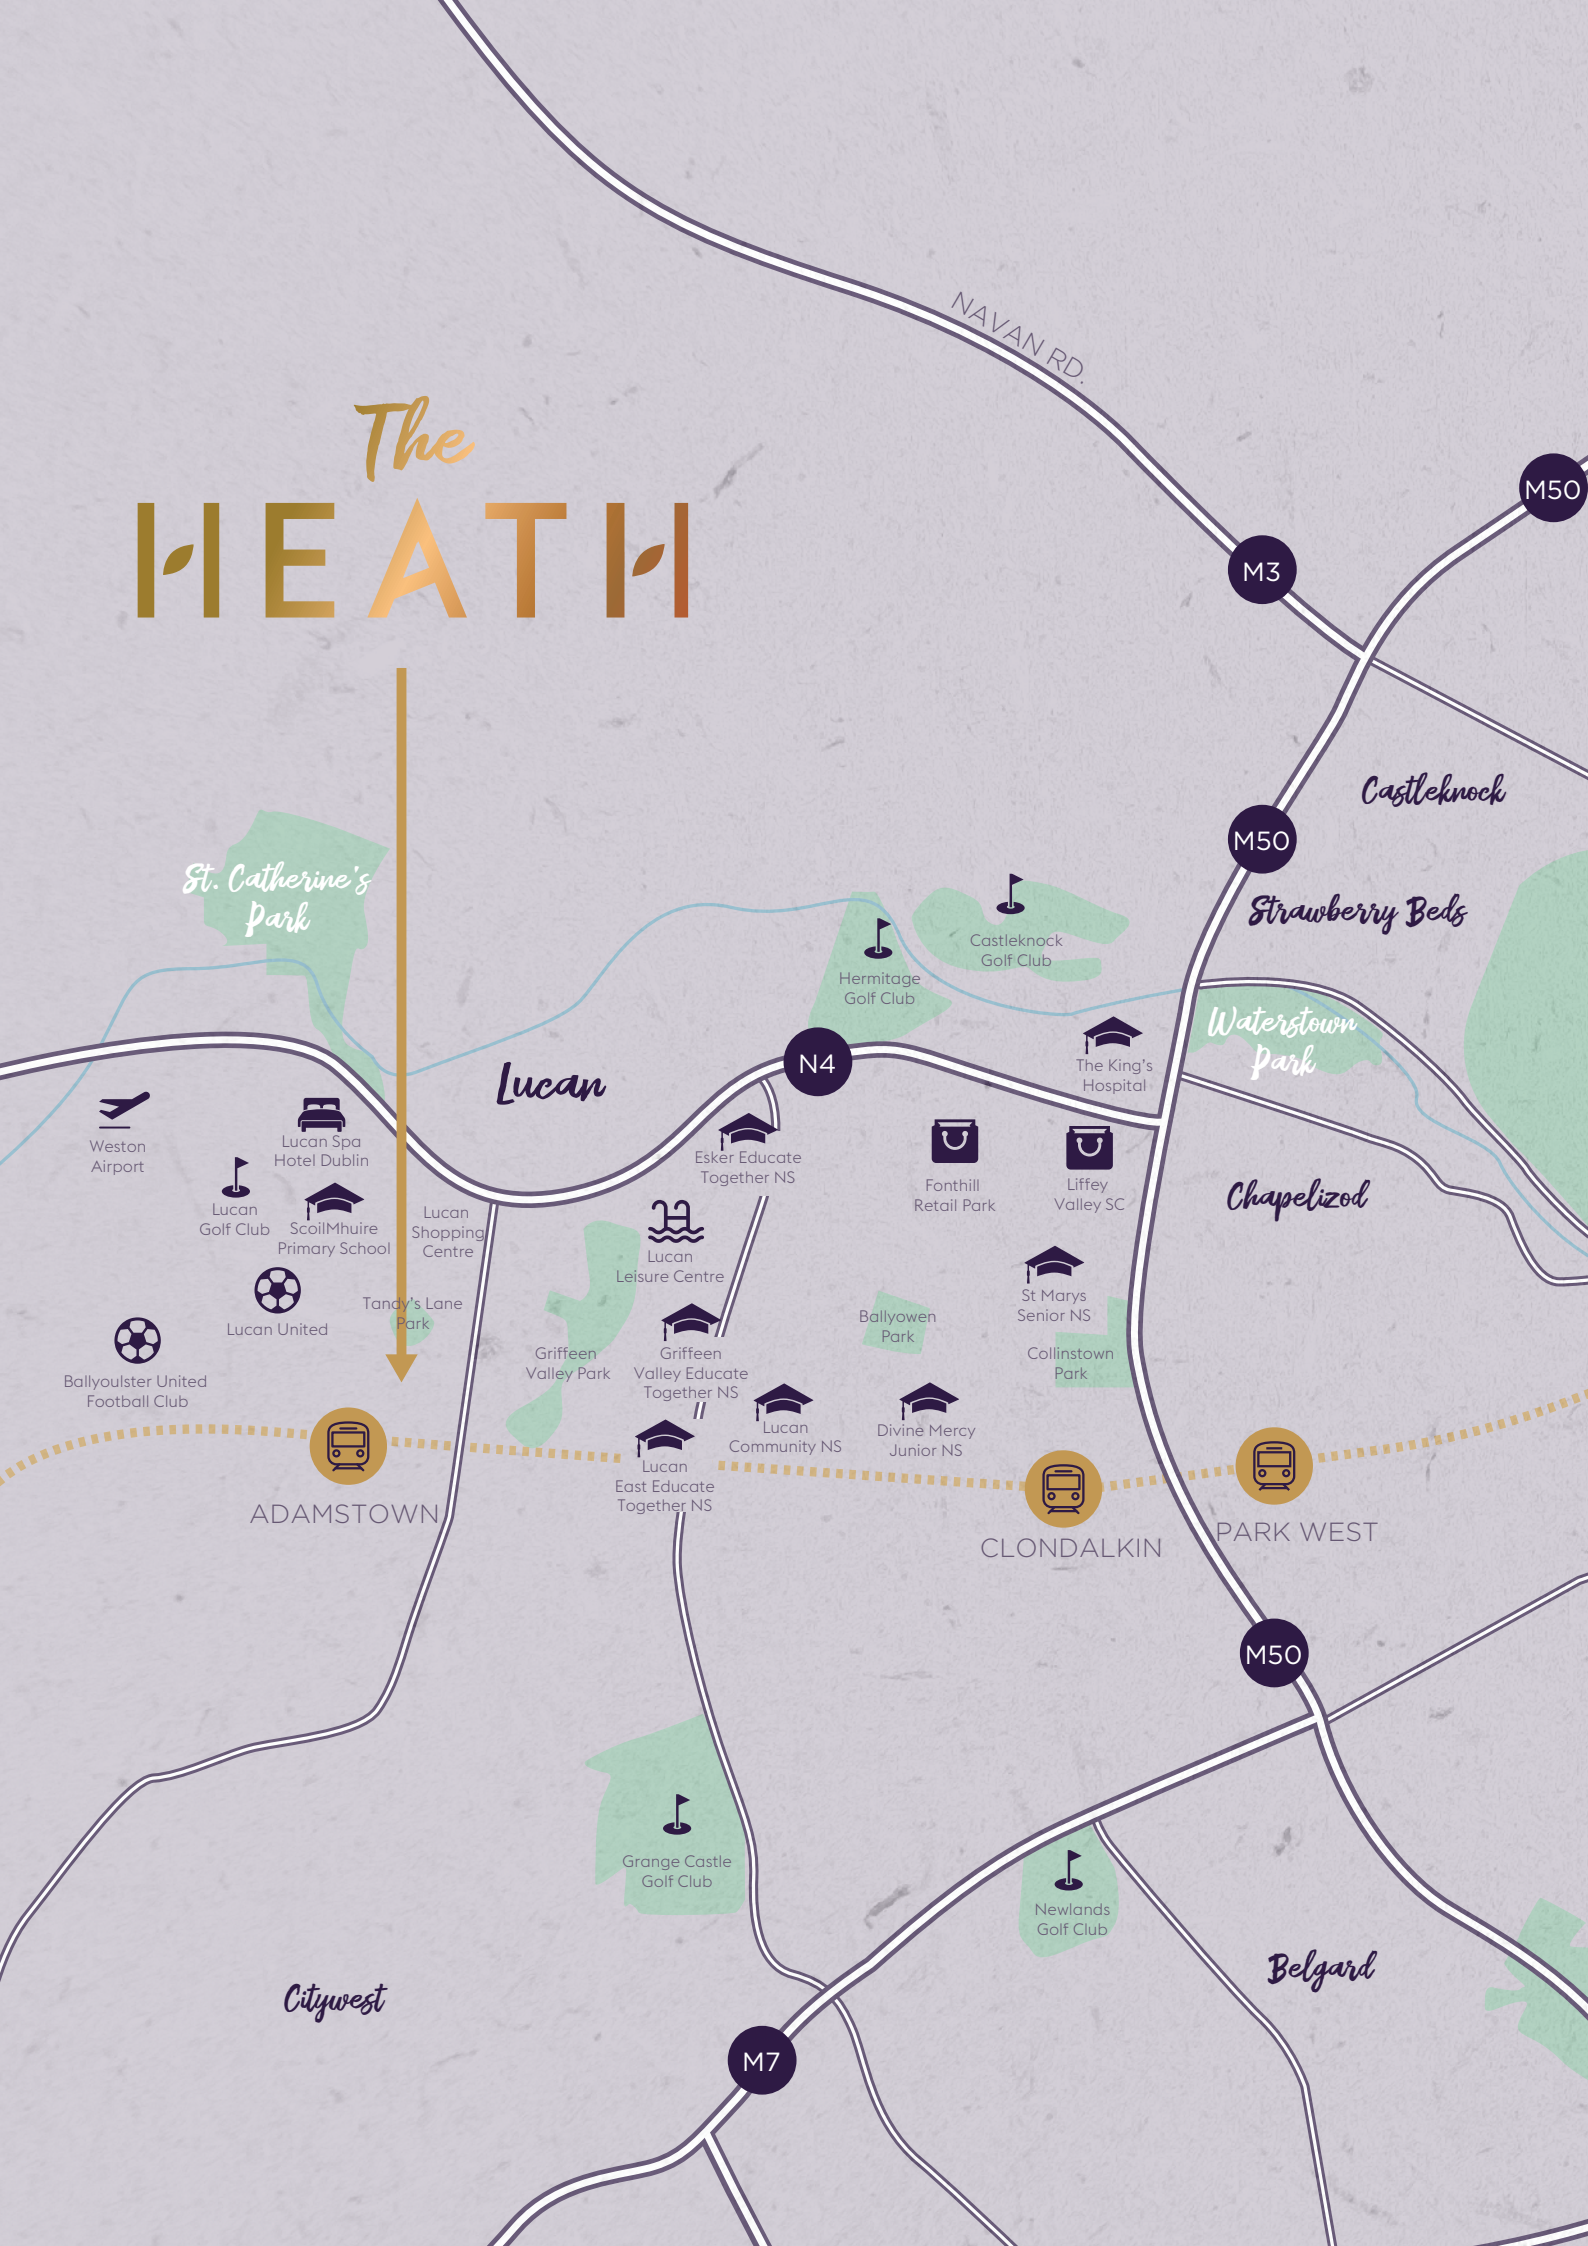 NAVAN RD.
The
HEATH
M50
M3
Castleknock
M50
St. Catherine's
Park
Strawberry Beds
Castleknock
Golf Club
Hermitage
Golf Club
Waterstown
Park
N4
Lucan
The King's
Hospital
Weston
Airport
Lucan Spa
Hotel Dublin
Esker Educate
Together NS
Fonthill
Retail Park
Liffey
Valley SC
Chapelizod
Lucan
Golf Club
ScoilMhuire
Primary School
Lucan
Shopping
Centre
Lucan
Leisure Centre
St Marys
Senior NS
Tandy's Lane
Park
Lucan United
Ballyowen
Park
Ballyoulster United
Football Club
Griffeen
Valley Park
Griffeen
Valley Educate
Together NS
Collinstown
Park
Lucan
Community NS
Divine Mercy
Junior NS
Lucan
East Educate
Together NS
ADAMSTOWN
CLONDALKIN
PARK WEST
M50
Grange Castle
Golf Club
Newlands
Golf Club
Belgard
Citywest
M7